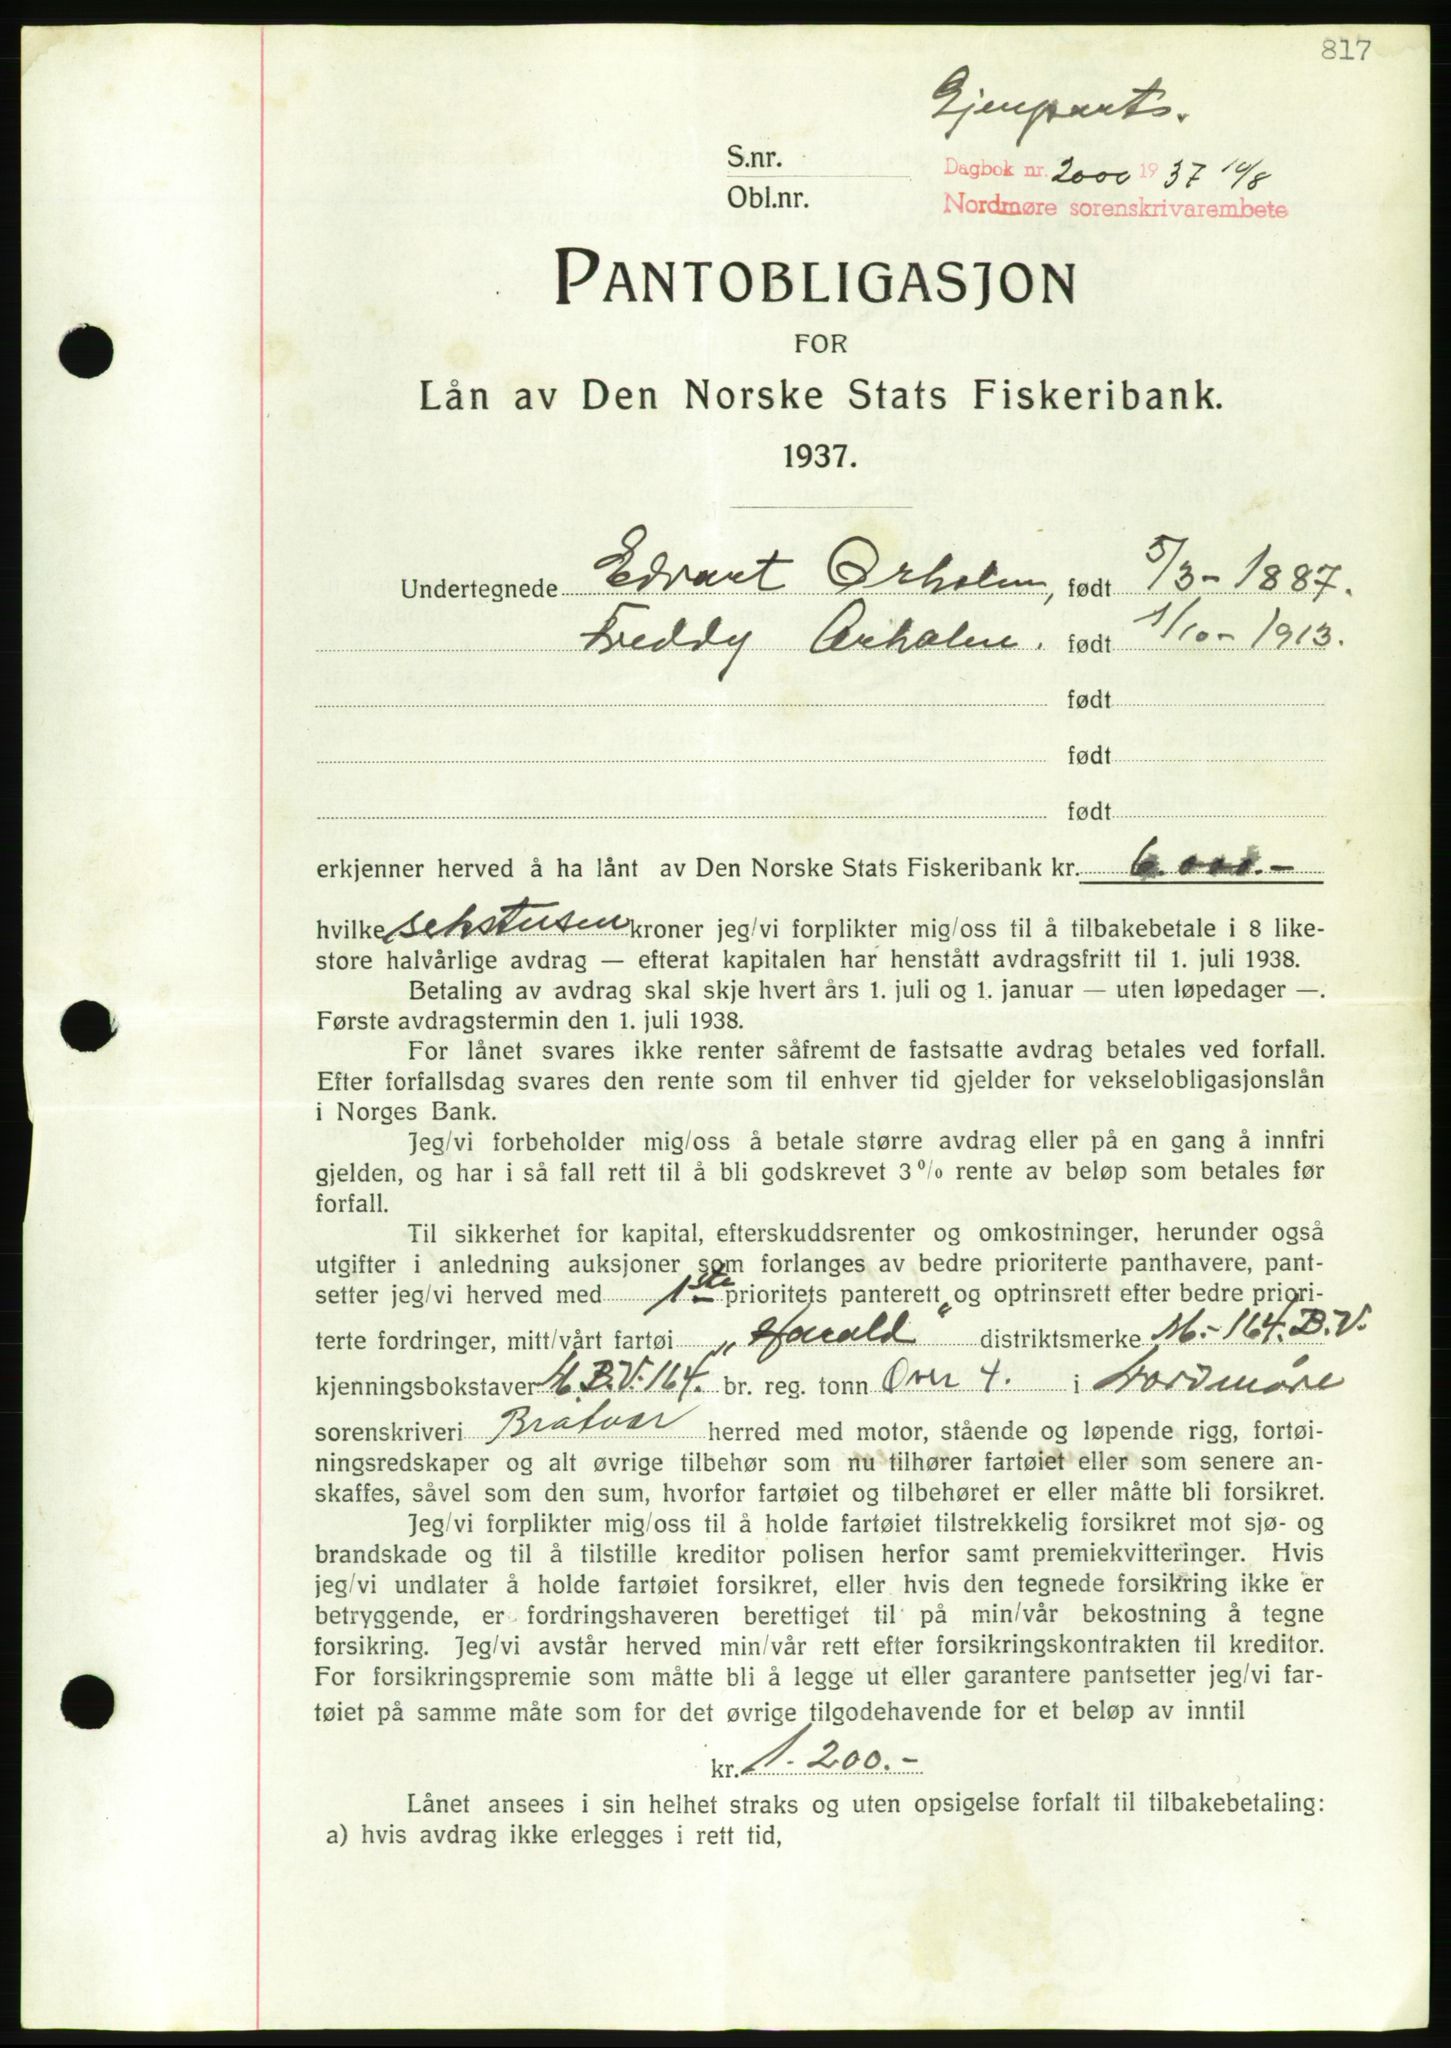 817
Gjenparts.
S.nr.
Dagbok nr. 2000 1937 10/8
Obl.nr.
Nordmøre sorenskrivarembete
PANTOBLIGASJON
FOR
Lån av Den Norske Stats Fiskeribank.
1937.
Undertegnede Edvart Orholm, født 5/3-1887.
Freddy Orholm. født 1/10-1913.
født
født
født
erkjenner herved å ha lånt av Den Norske Stats Fiskeribank kr. 6.000.-
hvilke sekstusen kroner jeg/vi forplikter mig/oss til å tilbakebetale i 8 like-
store halvårlige avdrag — efterat kapitalen har henstått avdragsfritt til 1. juli 1938.
Betaling av avdrag skal skje hvert års 1. juli og 1. januar — uten løpedager —.
Første avdragstermin den 1. juli 1938.
For lånet svares ikke renter såfremt de fastsatte avdrag betales ved forfall.
Efter forfallsdag svares den rente som til enhver tid gjelder for vekselobligasjonslån
i Norges Bank.
Jeg/vi forbeholder mig/oss å betale større avdrag eller på en gang å innfri
gjelden, og har i så fall rett til å bli godskrevet 3 % rente av beløp som betales før
forfall.
Til sikkerhet for kapital, efterskuddsrenter og omkostninger, herunder også
utgifter i anledning auksjoner som forlanges av bedre prioriterte panthavere, pant-
setter jeg/vi herved med 1ste prioritets panterett og optrinsrett efter bedre priori-
terte fordringer, mitt/vårt fartøi "Harald" distriktsmerke M.-164.B.V.
kjenningsbokstaver M.B.V.164. br. reg. tonn Over 4. i Nordmøre
sorenskriveri Bratvær herred med motor, stående og løpende rigg, fortøi-
ningsredskaper og alt øvrige tilbehør som nu tilhører fartøiet eller som senere an-
skaffes, såvel som den sum, hvorfor fartøiet og tilbehøret er eller måtte bli forsikret.
Jeg/vi forplikter mig/oss til å holde fartøiet tilstrekkelig forsikret mot sjø- og
brandskade og til å tilstille kreditor polisen herfor samt premiekvitteringer. Hvis
jeg/vi undlater å holde fartøiet forsikret, eller hvis den tegnede forsikring ikke er
betryggende, er fordringshaveren berettiget til på min/vår bekostning å tegne
forsikring. Jeg/vi avstår herved min/vår rett efter forsikringskontrakten til kreditor.
For forsikringspremie som måtte bli å legge ut eller garantere pantsetter jeg/vi far-
tøiet på samme måte som for det øvrige tilgodehavende for et beløp av inntil
kr. 1.200.-
Lånet ansees i sin helhet straks og uten opsigelse forfalt til tilbakebetaling:
a) hvis avdrag ikke erlegges i rett tid,